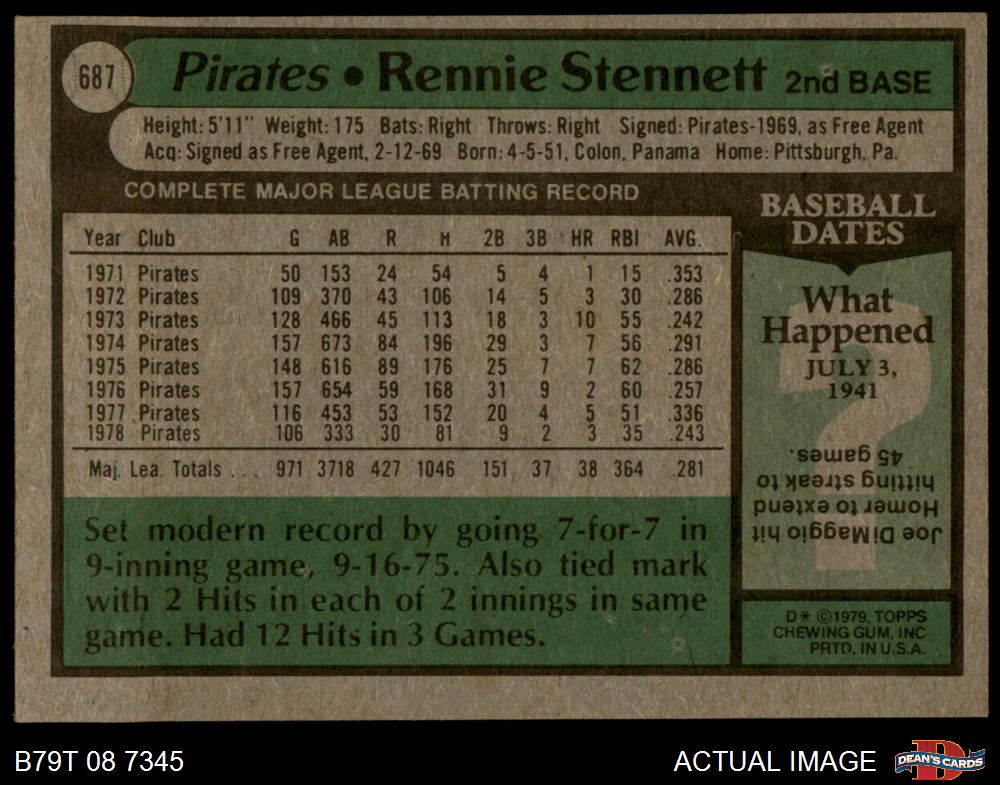 687
Pirates • Rennie Stennett 2nd BASE
Height: 5'11" Weight: 175 Bats: Right Throws: Right Signed: Pirates-1969, as Free Agent
Acq: Signed as Free Agent, 2-12-69 Born: 4-5-51, Colon, Panama Home: Pittsburgh, Pa.
COMPLETE MAJOR LEAGUE BATTING RECORD
Year Club G AB R H 2B 3B HR RBI AVG.
1971 Pirates 50 153 24 54 5 4 1 15 .353
1972 Pirates 109 370 43 106 14 5 3 30 .286
1973 Pirates 128 466 45 113 18 3 10 55 .242
1974 Pirates 157 673 84 196 29 3 7 56 .291
1975 Pirates 148 616 89 176 25 7 7 62 .286
1976 Pirates 157 654 59 168 31 9 2 60 .257
1977 Pirates 116 453 53 152 20 4 5 51 .336
1978 Pirates 106 333 30 81 9 2 3 35 .243
Maj. Lea. Totals . . . 971 3718 427 1046 151 37 38 364 .281
Set modern record by going 7-for-7 in
9-inning game, 9-16-75. Also tied mark
with 2 Hits in each of 2 innings in same
game. Had 12 Hits in 3 Games.
BASEBALL
DATES
What
Happened
JULY 3,
1941
?
Joe DiMaggio hit
Homer to extend
hitting streak to
45 games.
D* ©1979, TOPPS
CHEWING GUM, INC
PRTD. IN U.S.A.
B79T 08 7345
ACTUAL IMAGE
DEAN'S CARDS